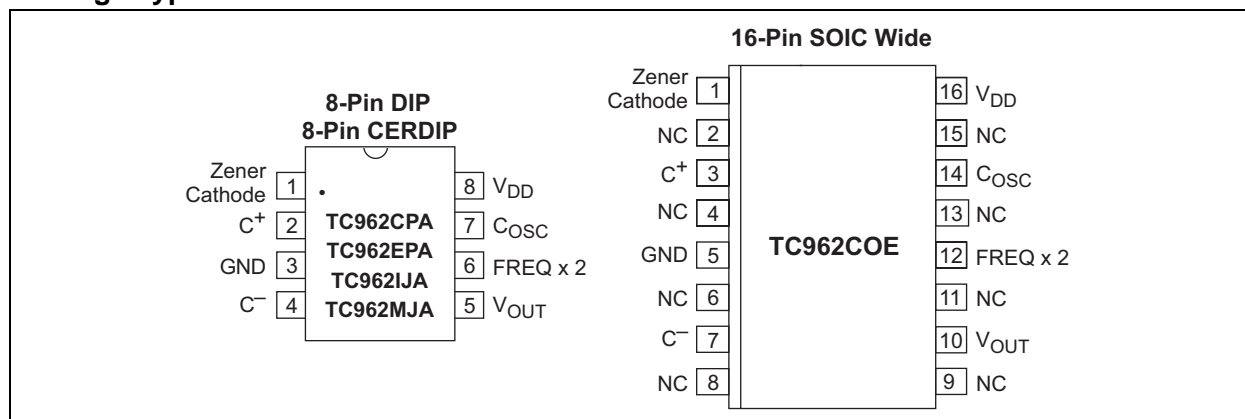 16-Pin SOIC Wide
8-Pin DIP
8-Pin CERDIP
Zener
Cathode 1
C+ 2
GND 3
C– 4
TC962CPA
TC962EPA
TC962IJA
TC962MJA
8 VDD
7 COSC
6 FREQ x 2
5 VOUT
Zener
Cathode 1
NC 2
C+ 3
NC 4
GND 5
NC 6
C– 7
NC 8
TC962COE
16 VDD
15 NC
14 COSC
13 NC
12 FREQ x 2
11 NC
10 VOUT
9 NC